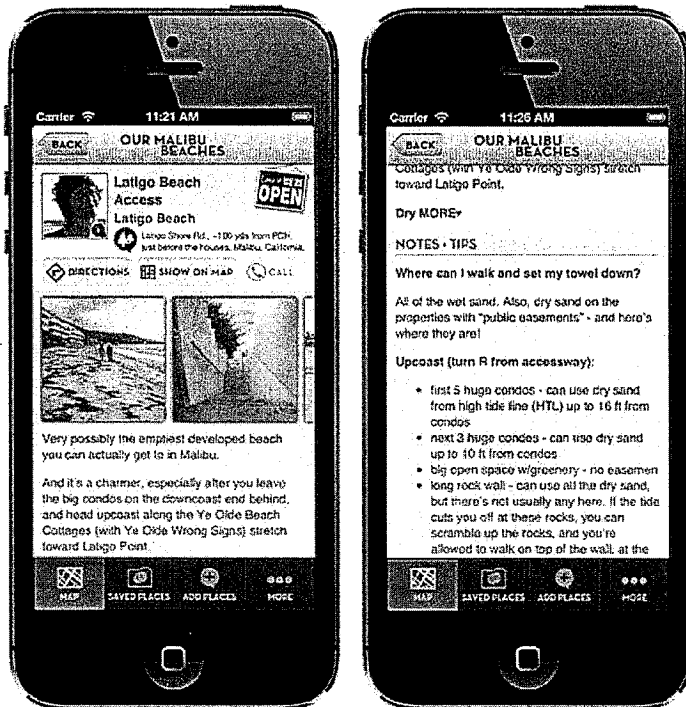 Carrier 11:21 AM
BACK
OUR MALIBU
BEACHES
Latigo Beach
Access
OPEN
Latigo Beach
Latigo Shore Rd., ~100 yds from PCH,
just before the houses, Malibu, California.
DIRECTIONS SHOW ON MAP CALL
Very possibly the emptiest developed beach
you can actually get to in Malibu.
And it's a charmer, especially after you leave
the big condos on the downcoast end behind,
and head upcoast along the Ye Olde Beach
Cottages (with Ye Olde Wrong Signs) stretch
toward Latigo Point.
MAP SAVED PLACES ADD PLACES MORE
Carrier 11:26 AM
BACK
OUR MALIBU
BEACHES
Cottages (with Ye Olde Wrong Signs) stretch
toward Latigo Point.
Dry MORE
NOTES + TIPS
Where can I walk and set my towel down?
All of the wet sand. Also, dry sand on the
properties with "public easements" - and here's
where they are!
Upcoast (turn R from accessway):
• first 5 huge condos - can use dry sand
from high tide line (HTL) up to 16 ft from
condos
• next 3 huge condos - can use dry sand
up to 10 ft from condos
• big open space w/greenery - no easemen
• long rock wall - can use all the dry sand,
but there's not usually any here. If the tide
cuts you off at these rocks, you can
scramble up the rocks, and you're
allowed to walk on top of the wall, at the
MAP SAVED PLACES ADD PLACES MORE